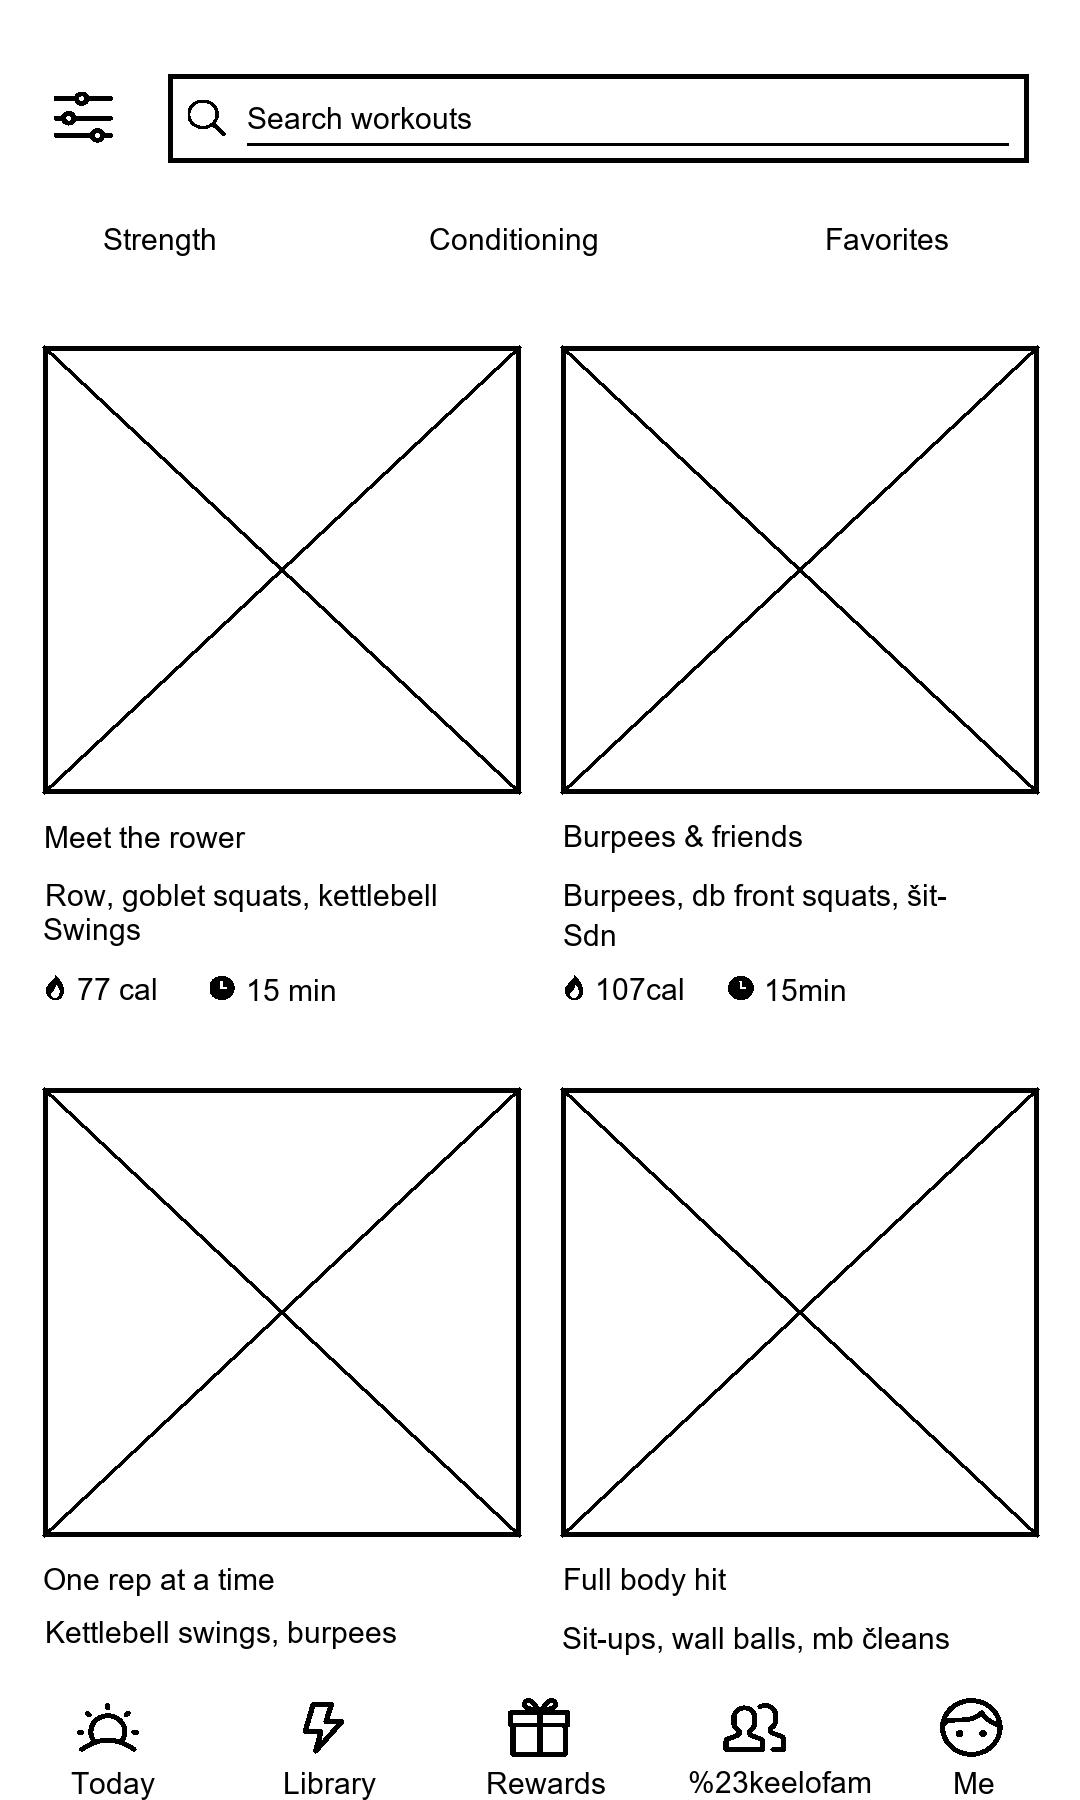 Search workouts
Strength
Conditioning
Favorites
Meet the rower
Row, goblet squats, kettlebell
Swings
77 cal
15 min
Burpees & friends
Burpees, db front squats, šit-
Sdn
107cal
15min
One rep at a time
Kettlebell swings, burpees
Full body hit
Sit-ups, wall balls, mb čleans
Today
Library
Rewards
%23keelofam
Me